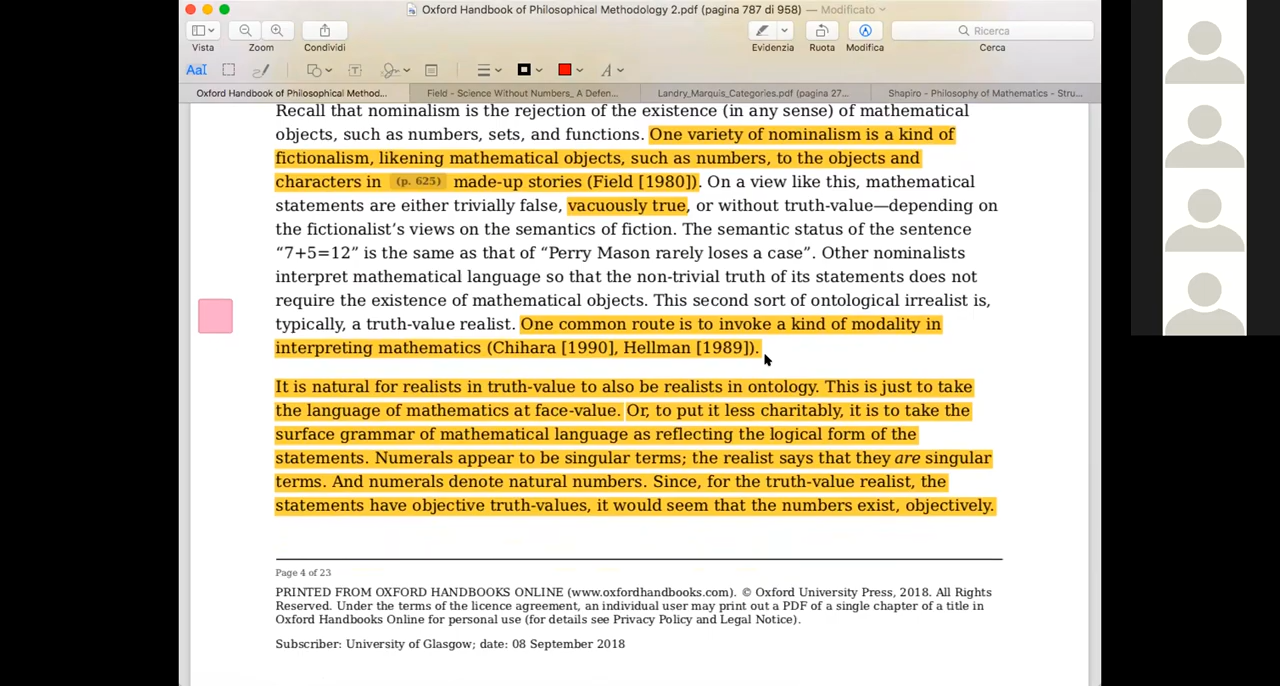 Oxford Handbook of Philosophical Methodology 2.pdf (pagina 787 di 958) — Modificato
Vista
Zoom
Condividi
Evidenzia
Ruota
Modifica
Ricerca
Cerca
AaI
T
A
Oxford Handbook of Philosophical Method...
Field - Science Without Numbers_ A Defen...
Landry_Marquis_Categories.pdf (pagina 27...
Shapiro - Philosophy of Mathematics - Stru...
Recall that nominalism is the rejection of the existence (in any sense) of mathematical
objects, such as numbers, sets, and functions. One variety of nominalism is a kind of
fictionalism, likening mathematical objects, such as numbers, to the objects and
characters in (p. 625) made-up stories (Field [1980]). On a view like this, mathematical
statements are either trivially false, vacuously true, or without truth-value—depending on
the fictionalist’s views on the semantics of fiction. The semantic status of the sentence
“7+5=12” is the same as that of “Perry Mason rarely loses a case”. Other nominalists
interpret mathematical language so that the non-trivial truth of its statements does not
require the existence of mathematical objects. This second sort of ontological irrealist is,
typically, a truth-value realist. One common route is to invoke a kind of modality in
interpreting mathematics (Chihara [1990], Hellman [1989]).
It is natural for realists in truth-value to also be realists in ontology. This is just to take
the language of mathematics at face-value. Or, to put it less charitably, it is to take the
surface grammar of mathematical language as reflecting the logical form of the
statements. Numerals appear to be singular terms; the realist says that they are singular
terms. And numerals denote natural numbers. Since, for the truth-value realist, the
statements have objective truth-values, it would seem that the numbers exist, objectively.
Page 4 of 23
PRINTED FROM OXFORD HANDBOOKS ONLINE (www.oxfordhandbooks.com). © Oxford University Press, 2018. All Rights
Reserved. Under the terms of the licence agreement, an individual user may print out a PDF of a single chapter of a title in
Oxford Handbooks Online for personal use (for details see Privacy Policy and Legal Notice).
Subscriber: University of Glasgow; date: 08 September 2018